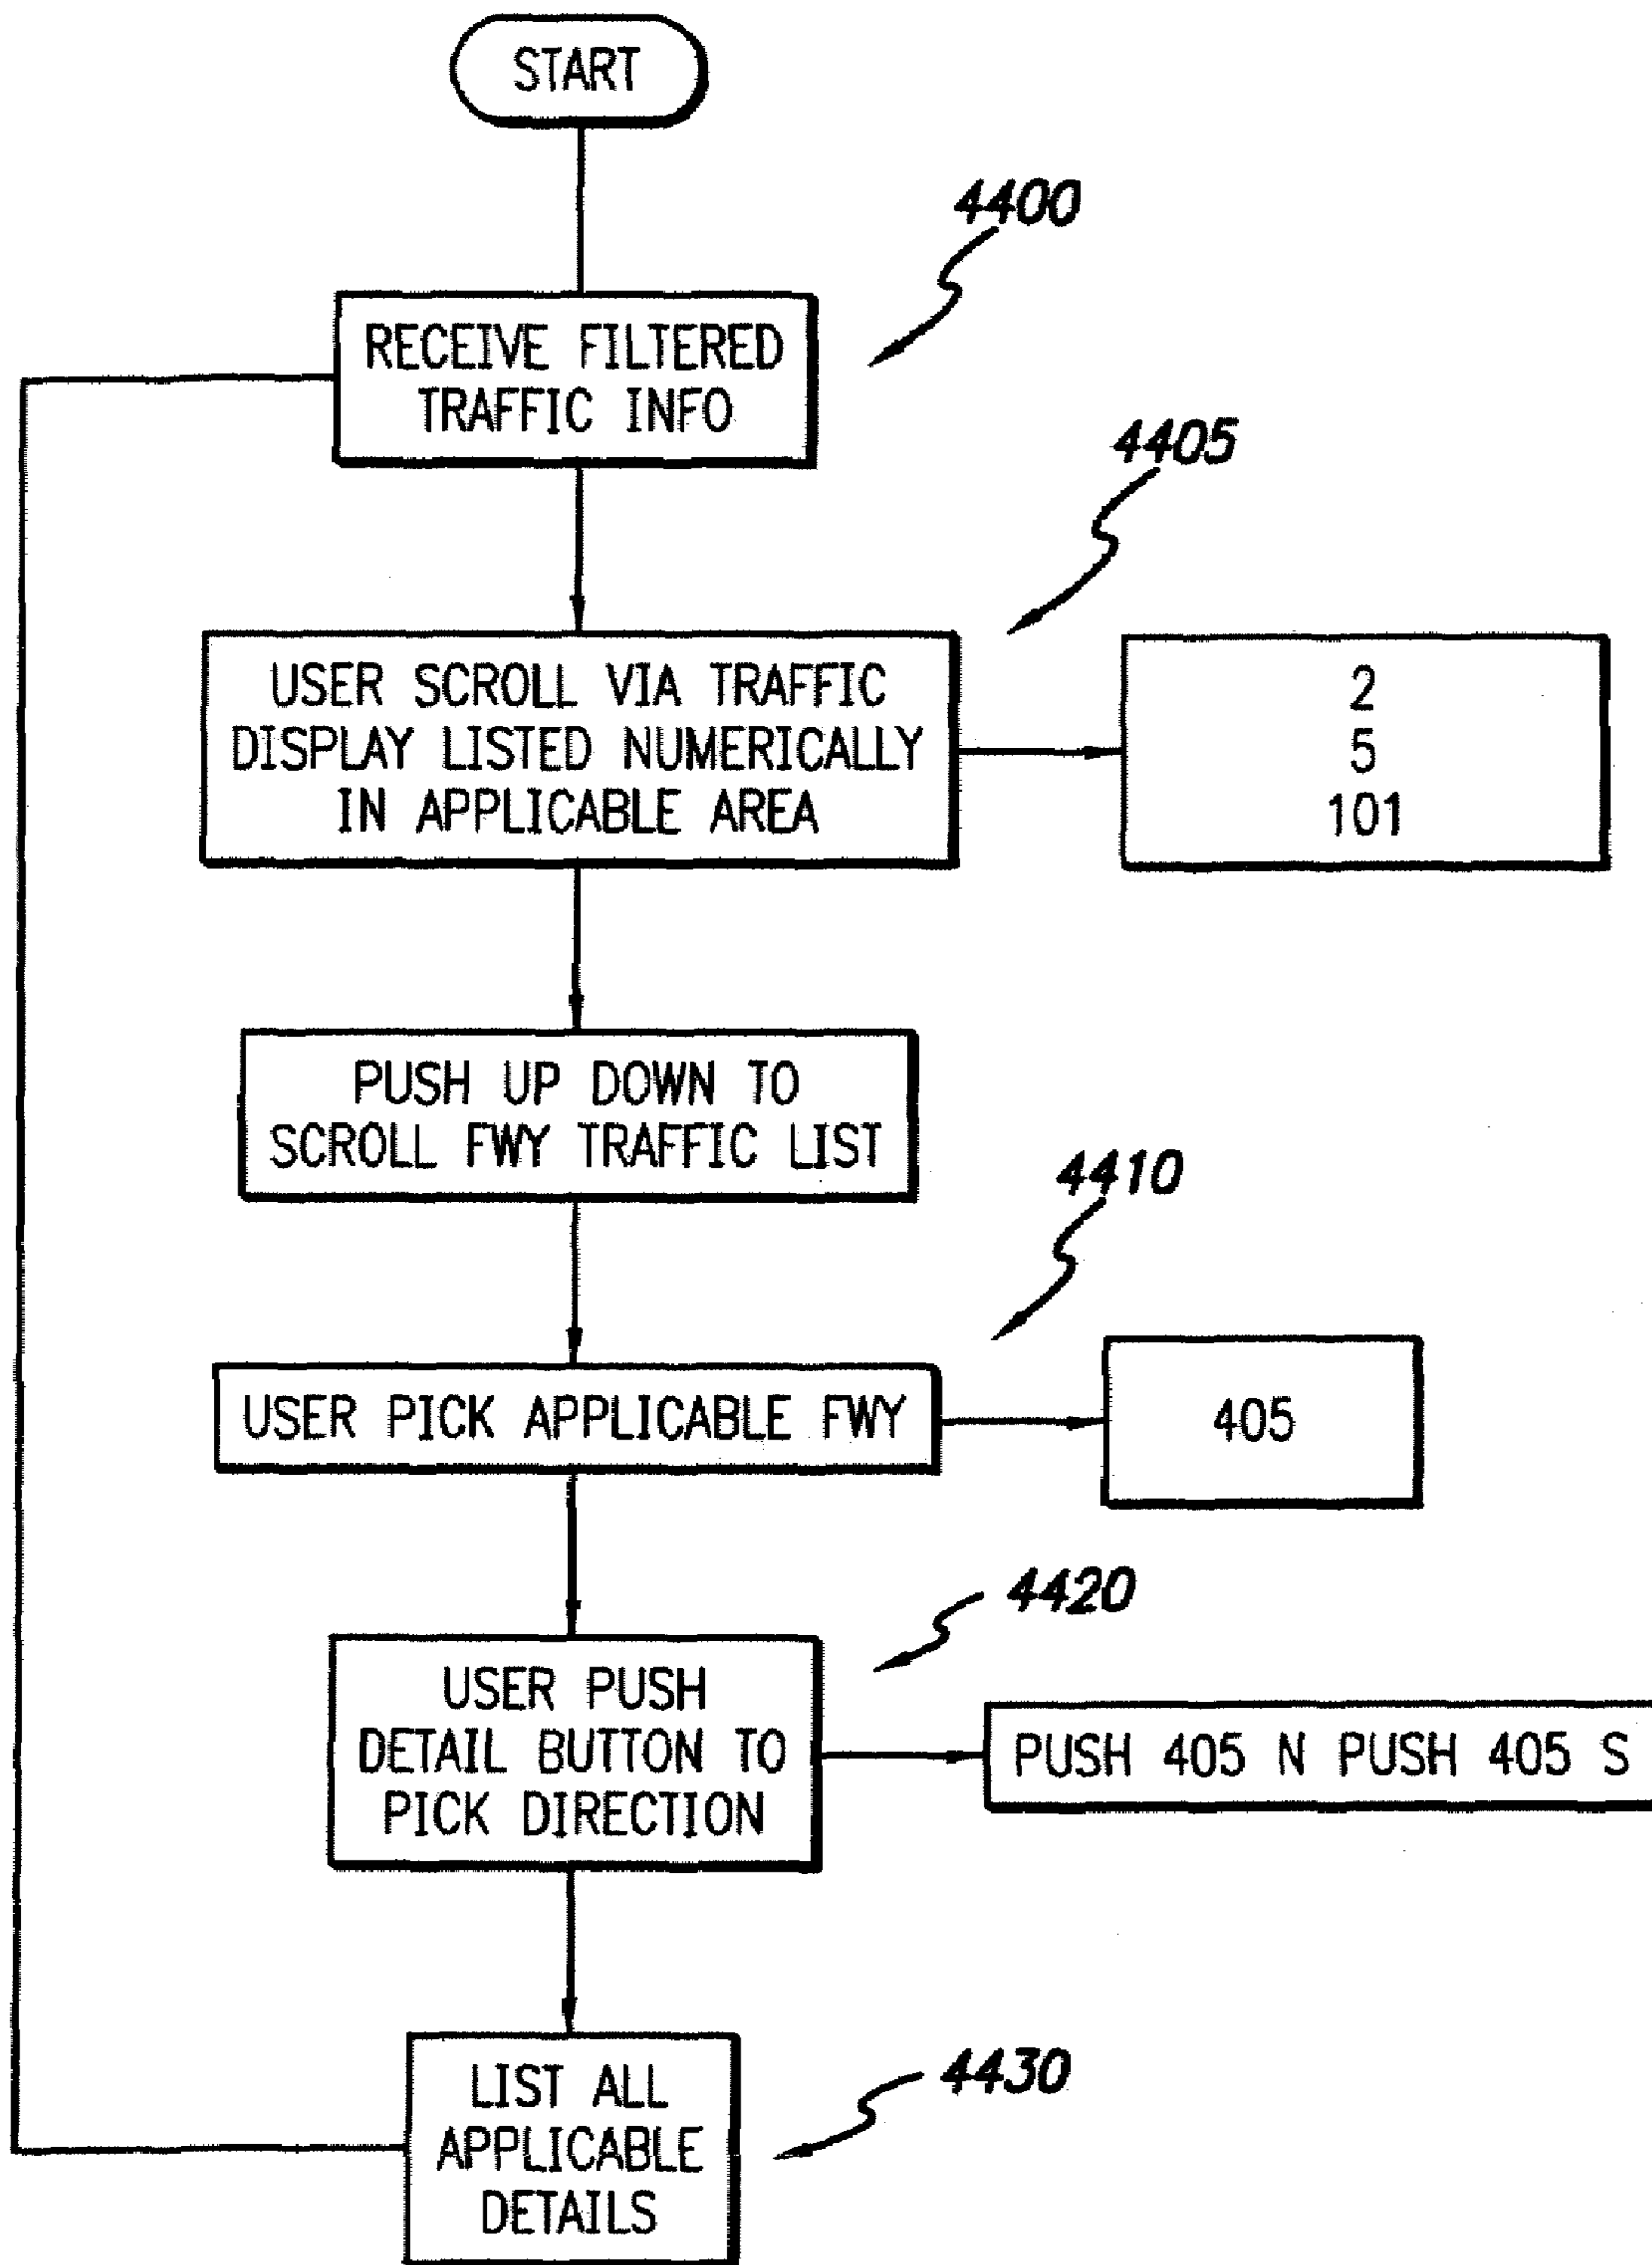 START
4400
RECEIVE FILTERED
TRAFFIC INFO
4405
USER SCROLL VIA TRAFFIC
DISPLAY LISTED NUMERICALLY
IN APPLICABLE AREA
2
5
101
PUSH UP DOWN TO
SCROLL FWY TRAFFIC LIST
4410
USER PICK APPLICABLE FWY
405
4420
USER PUSH
DETAIL BUTTON TO
PICK DIRECTION
PUSH 405 N PUSH 405 S
4430
LIST ALL
APPLICABLE
DETAILS